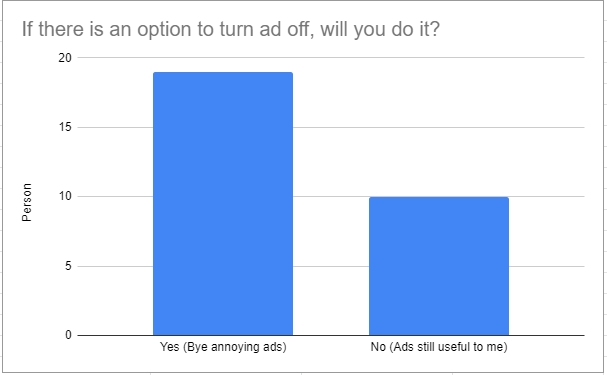 If there is an option to turn ad off, will you do it?
20
15
10
5
0
Person
Yes (Bye annoying ads)
No (Ads still useful to me)